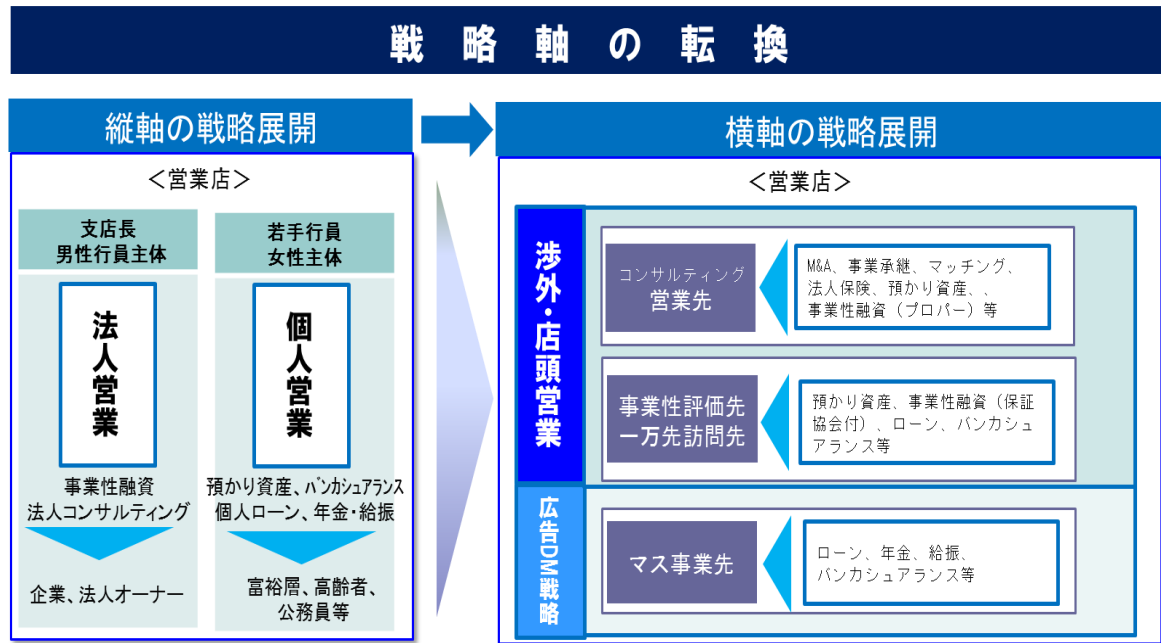 戦略軸の転換
縦軸の戦略展開
<営業店>
支店長
男性行員主体
法人営業
事業性融資
法人コンサルティング
企業、法人オーナー
若手行員
女性主体
個人営業
預かり資産、バンカシュアランス
個人ローン、年金・給振
富裕層、高齢者、
公務員等
横軸の戦略展開
<営業店>
渉外・店頭営業
コンサルティング
営業先
M&A、事業承継、マッチング、
法人保険、預かり資産、、
事業性融資（プロパー）等
事業性評価先
一万先訪問先
預かり資産、事業性融資（保証
協会付）、ローン、バンカシュ
アランス等
広告DM戦略
マス事業先
ローン、年金、給振、
バンカシュアランス等